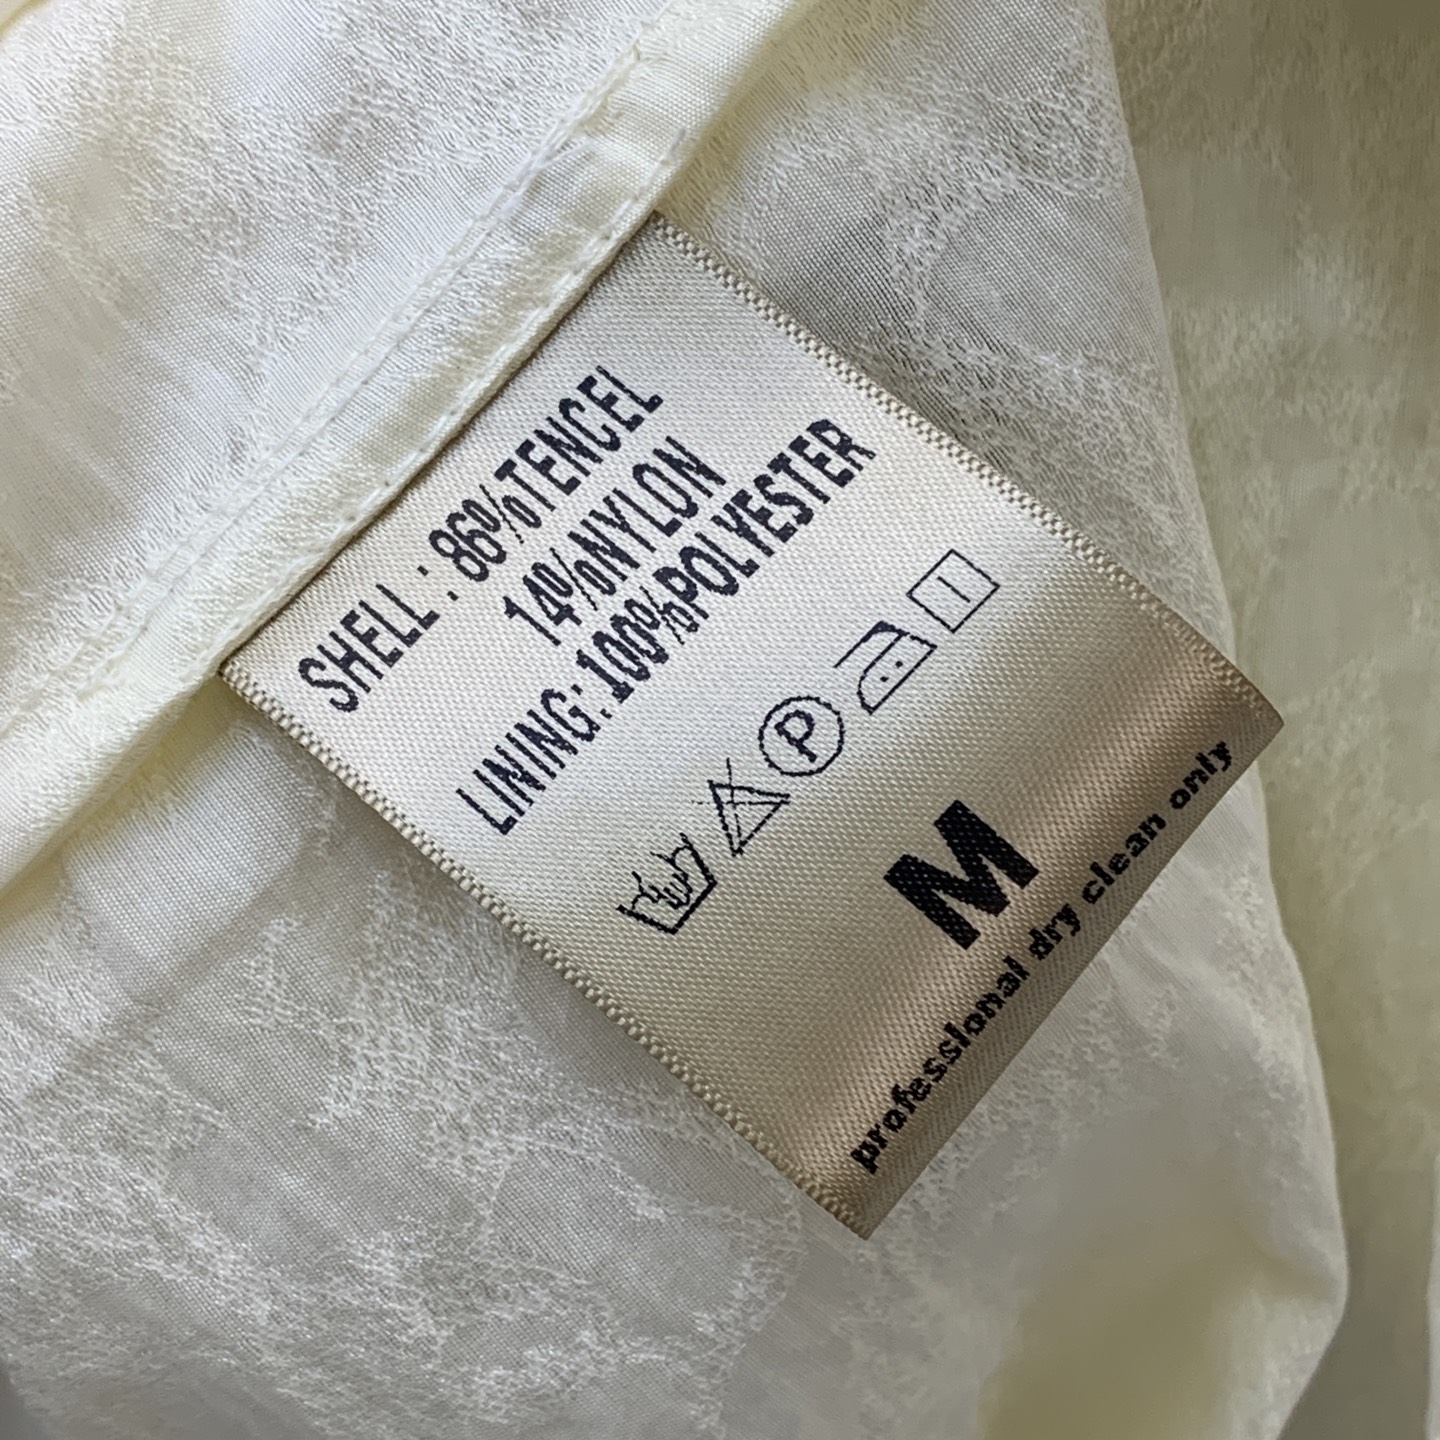 SHELL : 86%TENCEL
14%NYLON
LINING:100%POLYESTER
P
M
professional dry clean only